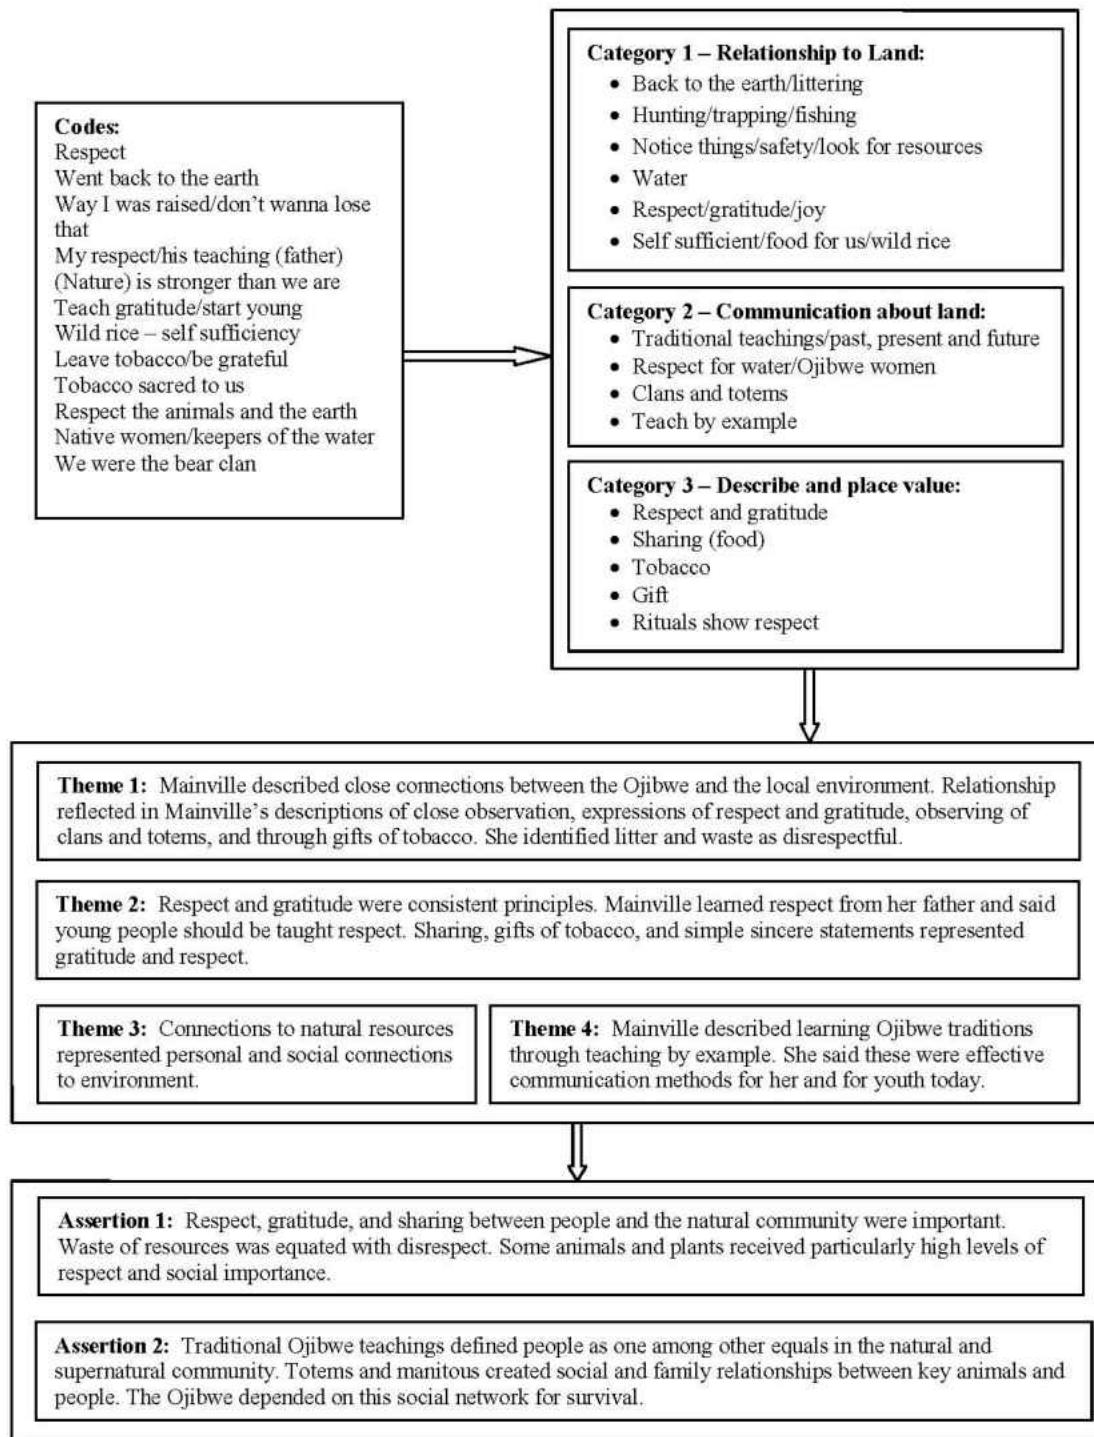 Codes:
Respect
Went back to the earth
Way I was raised/don't wanna lose
that
My respect/his teaching (father)
(Nature) is stronger than we are
Teach gratitude/start young
Wild rice – self sufficiency
Leave tobacco/be grateful
Tobacco sacred to us
Respect the animals and the earth
Native women/keepers of the water
We were the bear clan
Category 1 – Relationship to Land:
• Back to the earth/littering
• Hunting/trapping/fishing
• Notice things/safety/look for resources
• Water
• Respect/gratitude/joy
• Self sufficient/food for us/wild rice
Category 2 – Communication about land:
• Traditional teachings/past, present and future
• Respect for water/Ojibwe women
• Clans and totems
• Teach by example
Category 3 – Describe and place value:
• Respect and gratitude
• Sharing (food)
• Tobacco
• Gift
• Rituals show respect
Theme 1: Mainville described close connections between the Ojibwe and the local environment. Relationship
reflected in Mainville's descriptions of close observation, expressions of respect and gratitude, observing of
clans and totems, and through gifts of tobacco. She identified litter and waste as disrespectful.
Theme 2: Respect and gratitude were consistent principles. Mainville learned respect from her father and said
young people should be taught respect. Sharing, gifts of tobacco, and simple sincere statements represented
gratitude and respect.
Theme 3: Connections to natural resources
represented personal and social connections
to environment.
Theme 4: Mainville described learning Ojibwe traditions
through teaching by example. She said these were effective
communication methods for her and for youth today.
Assertion 1: Respect, gratitude, and sharing between people and the natural community were important.
Waste of resources was equated with disrespect. Some animals and plants received particularly high levels of
respect and social importance.
Assertion 2: Traditional Ojibwe teachings defined people as one among other equals in the natural and
supernatural community. Totems and manitous created social and family relationships between key animals and
people. The Ojibwe depended on this social network for survival.